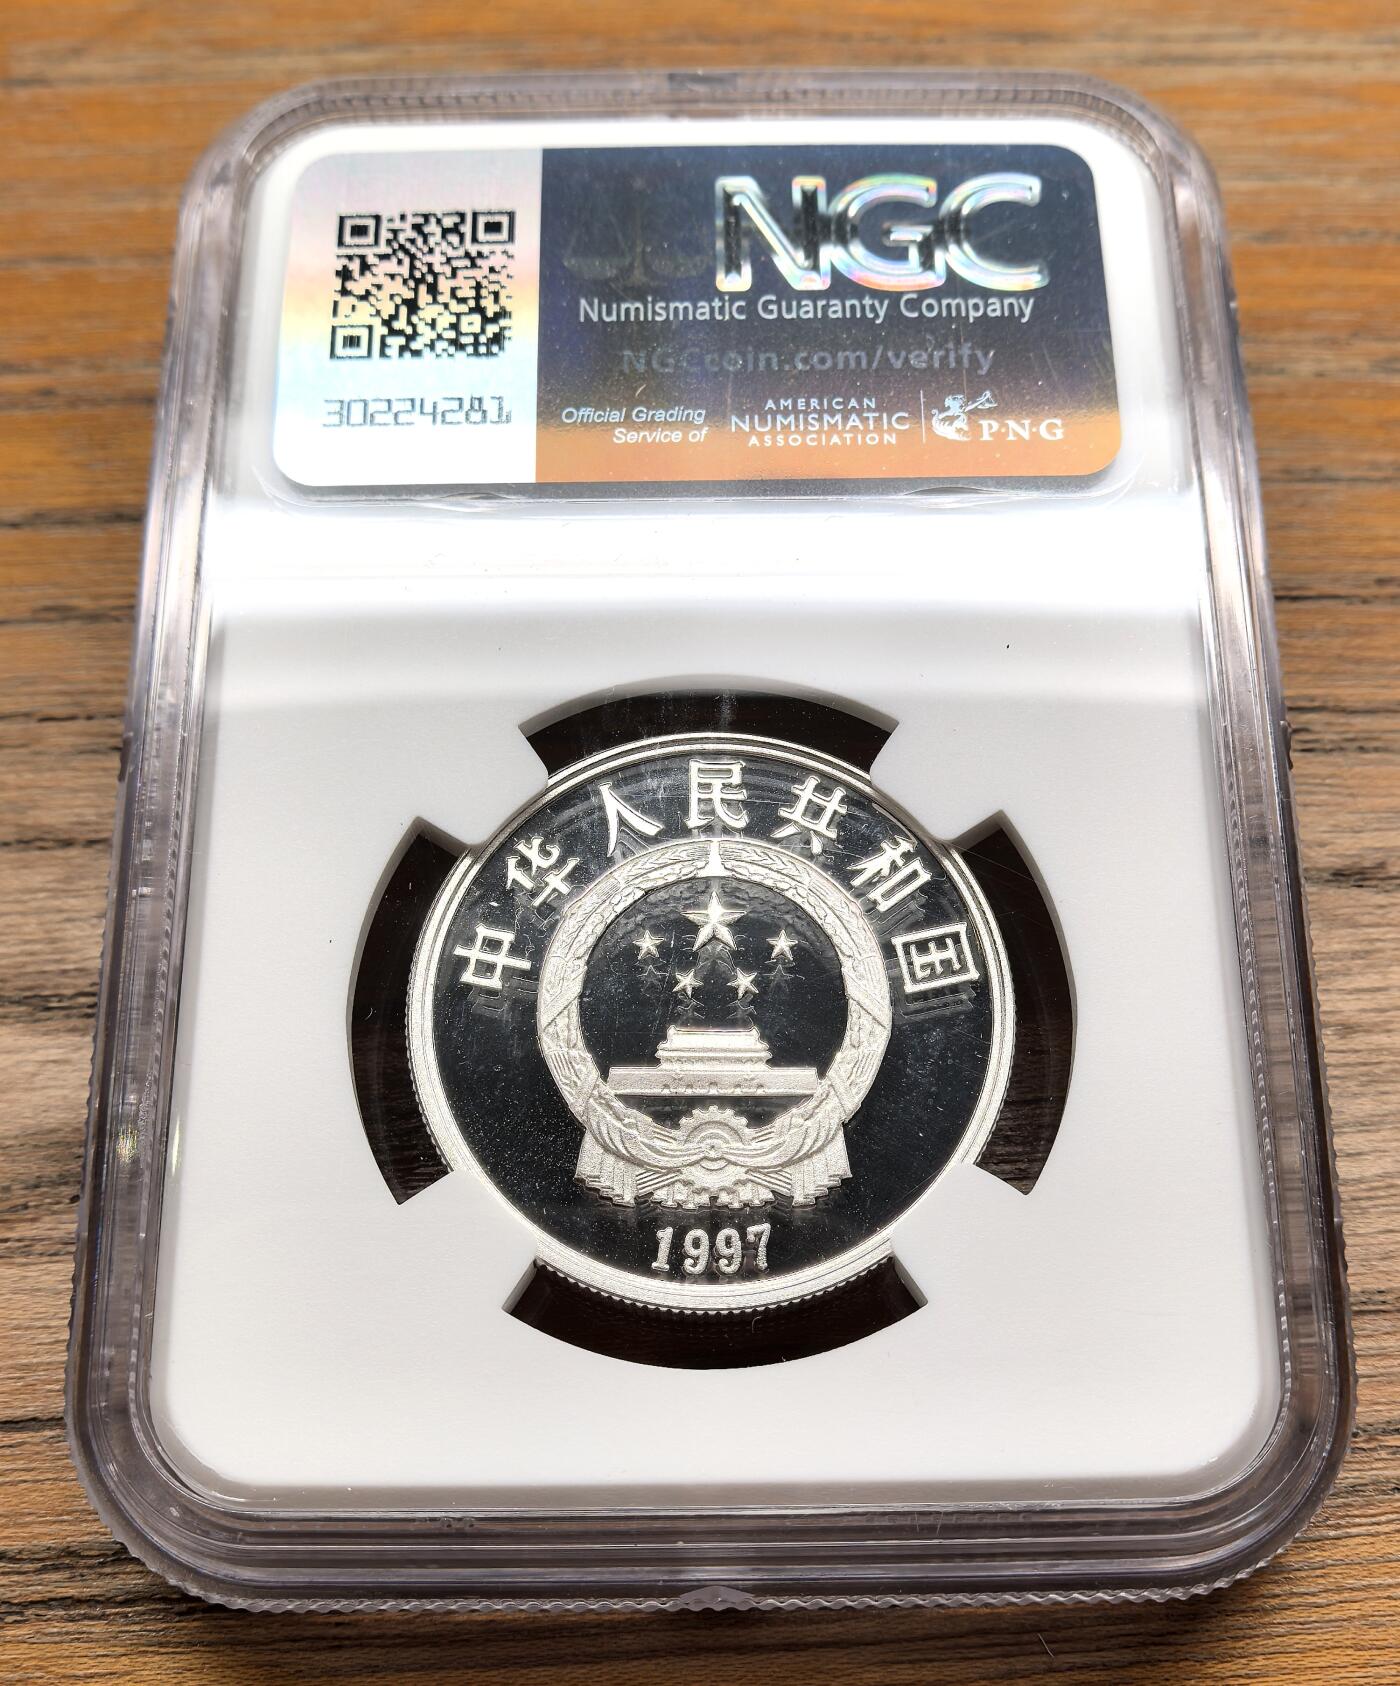 NGC
Numismatic Guaranty Company
NGCcoin.com/verify
30224281
Official Grading
Service of
AMERICAN
NUMISMATIC
ASSOCIATION
P·N·G
中华人民共和国
1997